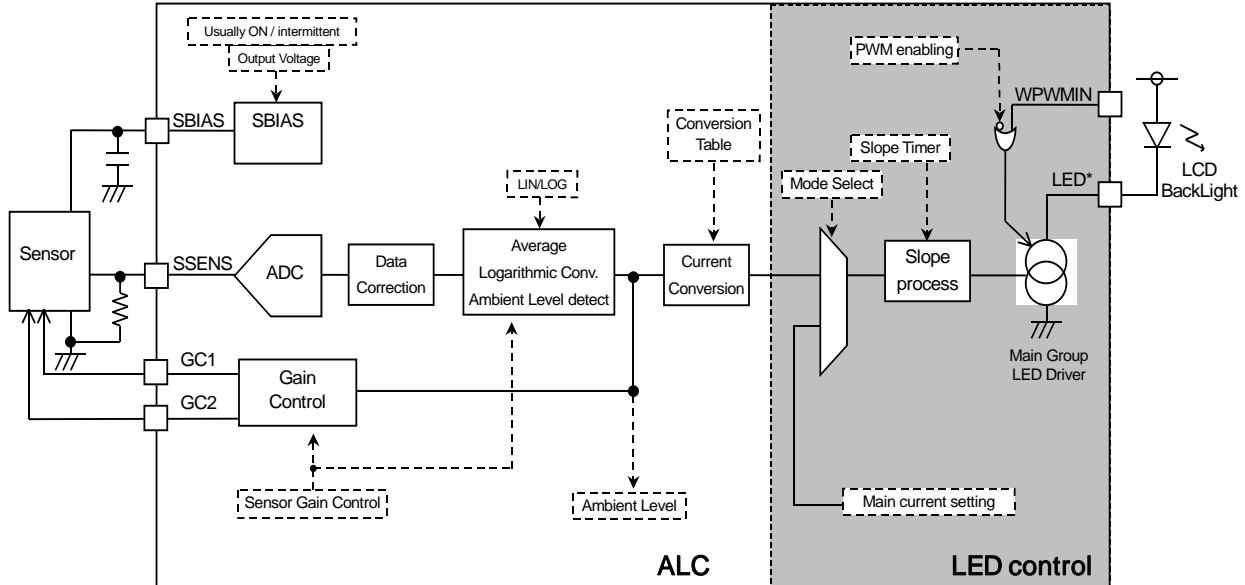 Usually ON / intermittent
Output Voltage
PWM enabling
SBIAS
SBIAS
WPWMIN
Conversion
Table
Slope Timer
LIN/LOG
Mode Select
LED*
LCD
BackLight
Sensor
SSENS
ADC
Data
Correction
Average
Logarithmic Conv.
Ambient Level detect
Current
Conversion
Slope
process
Main Group
LED Driver
GC1
GC2
Gain
Control
Sensor Gain Control
Ambient Level
Main current setting
ALC
LED control